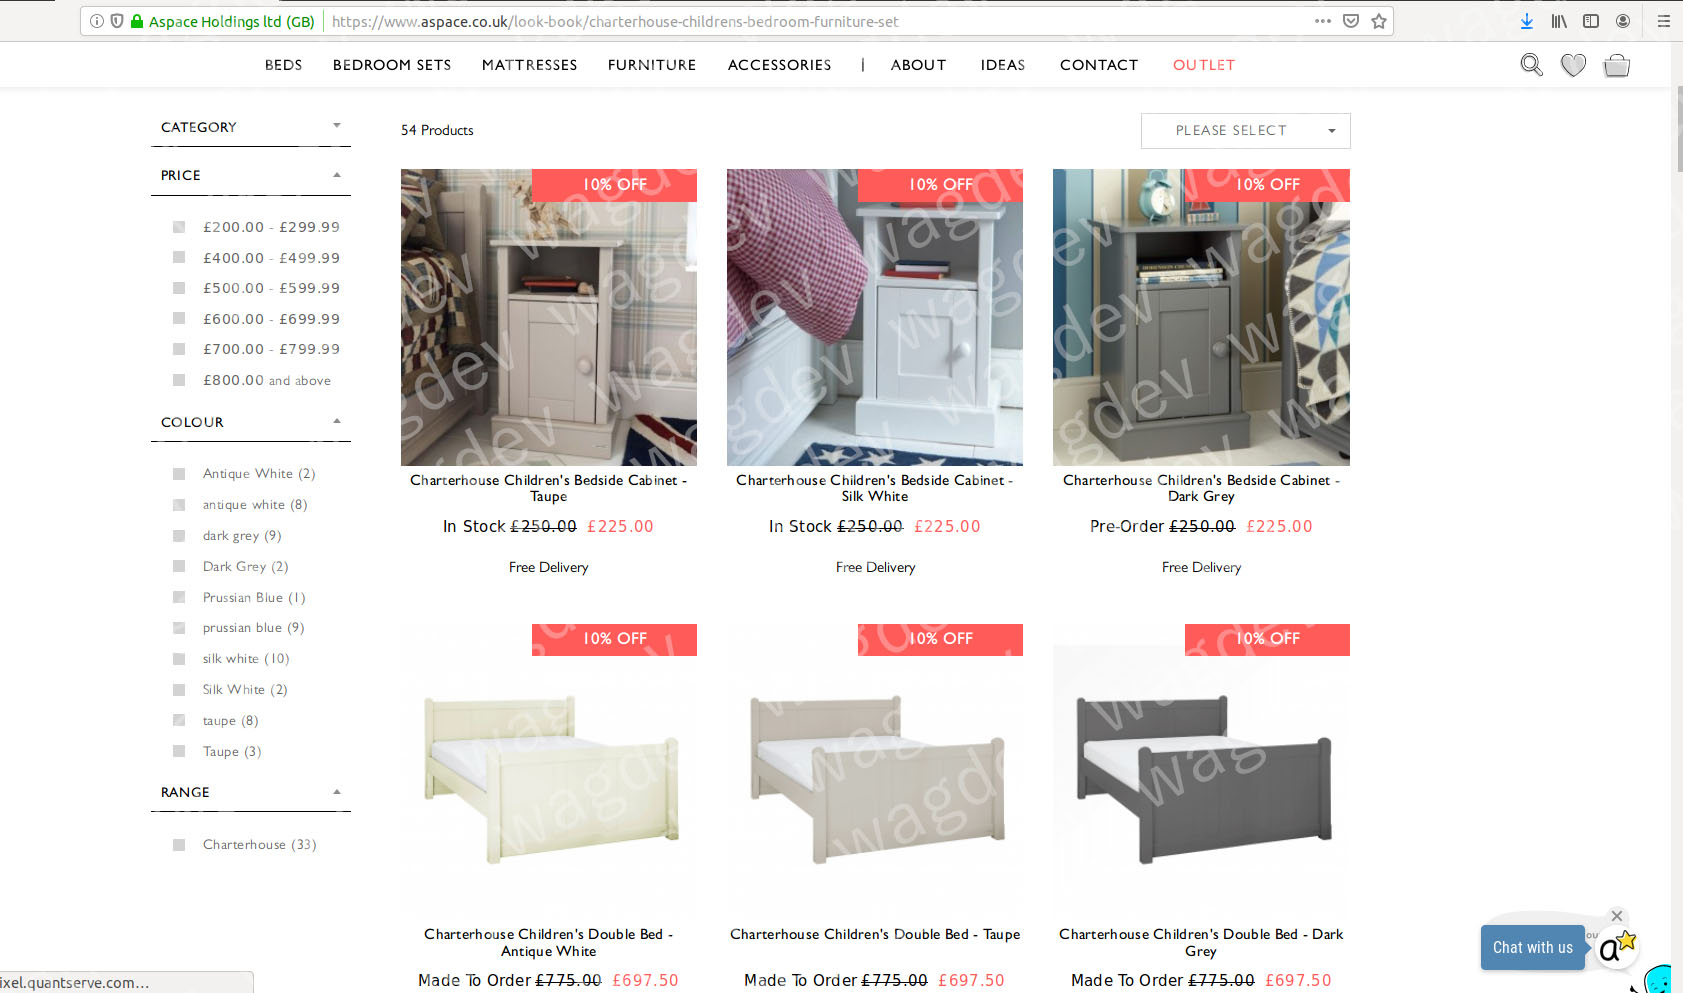 Aspace Holdings ltd (GB) https://www.aspace.co.uk/look-book/charterhouse-childrens-bedroom-furniture-set
BEDS BEDROOM SETS MATTRESSES FURNITURE ACCESSORIES | ABOUT IDEAS CONTACT OUTLET
CATEGORY
PRICE
£200.00 - £299.99
£400.00 - £499.99
£500.00 - £599.99
£600.00 - £699.99
£700.00 - £799.99
£800.00 and above
COLOUR
Antique White (2)
antique white (8)
dark grey (9)
Dark Grey (2)
Prussian Blue (1)
prussian blue (9)
silk white (10)
Silk White (2)
taupe (8)
Taupe (3)
RANGE
Charterhouse (33)
54 Products
PLEASE SELECT
10% OFF 10% OFF 10% OFF
wagdev wagdev wagdev
Charterhouse Children's Bedside Cabinet -
Taupe
In Stock £250.00 £225.00
Free Delivery
Charterhouse Children's Bedside Cabinet -
Silk White
In Stock £250.00 £225.00
Free Delivery
Charterhouse Children's Bedside Cabinet -
Dark Grey
Pre-Order £250.00 £225.00
Free Delivery
10% OFF 10% OFF 10% OFF
wagdev wagdev wagdev
Charterhouse Children's Double Bed -
Antique White
Made To Order £775.00 £697.50
Charterhouse Children's Double Bed - Taupe
Made To Order £775.00 £697.50
Charterhouse Children's Double Bed - Dark
Grey
Made To Order £775.00 £697.50
Chat with us
a
ixel.quantserve.com...